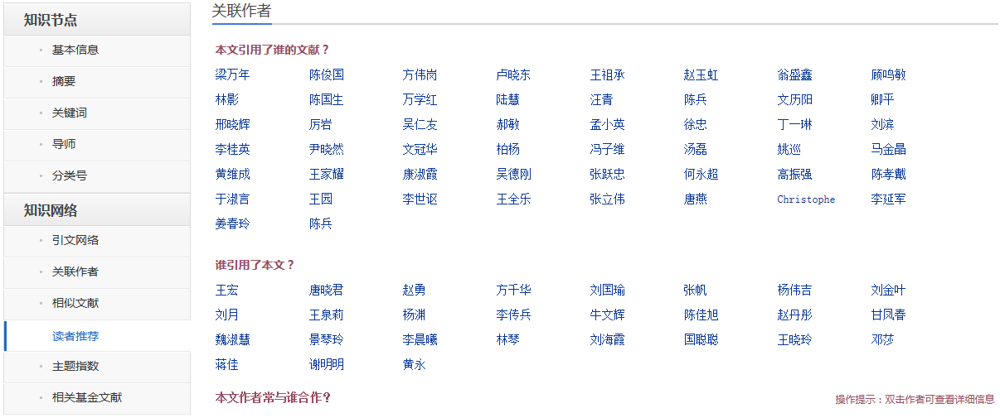 知识节点
基本信息
摘要
关键词
导师
分类号
知识网络
引文网络
关联作者
相似文献
读者推荐
主题指数
相关基金文献
关联作者
本文引用了谁的文献？
梁万年 陈俊国 方伟岗 卢晓东 王祖承 赵玉虹 翁盛鑫 顾鸣敏
林影 陈国生 万学红 陆慧 汪青 陈兵 文历阳 卿平
邢晓辉 厉岩 吴仁友 郝敏 孟小英 徐忠 丁一琳 刘滨
李桂英 尹晓然 文冠华 柏杨 冯子维 汤磊 姚巡 马金晶
黄维成 王家耀 康淑霞 吴德刚 张跃忠 何永超 高振强 陈孝戴
于淑言 王园 李世讴 王全乐 张立伟 唐燕 Christophe 李延军
姜春玲 陈兵
谁引用了本文？
王宏 唐晓君 赵勇 方千华 刘国瑜 张帆 杨伟吉 刘金叶
刘月 王泉莉 杨渊 李传兵 牛文辉 陈佳旭 赵丹彤 甘凤春
魏淑慧 景琴玲 李晨曦 林琴 刘海霞 国聪聪 王晓玲 邓莎
蒋佳 谢明明 黄永
本文作者常与谁合作？
操作提示：双击作者可查看详细信息